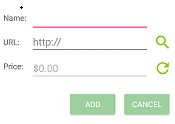 Name:
URL: http://
Price: $0.00
ADD CANCEL